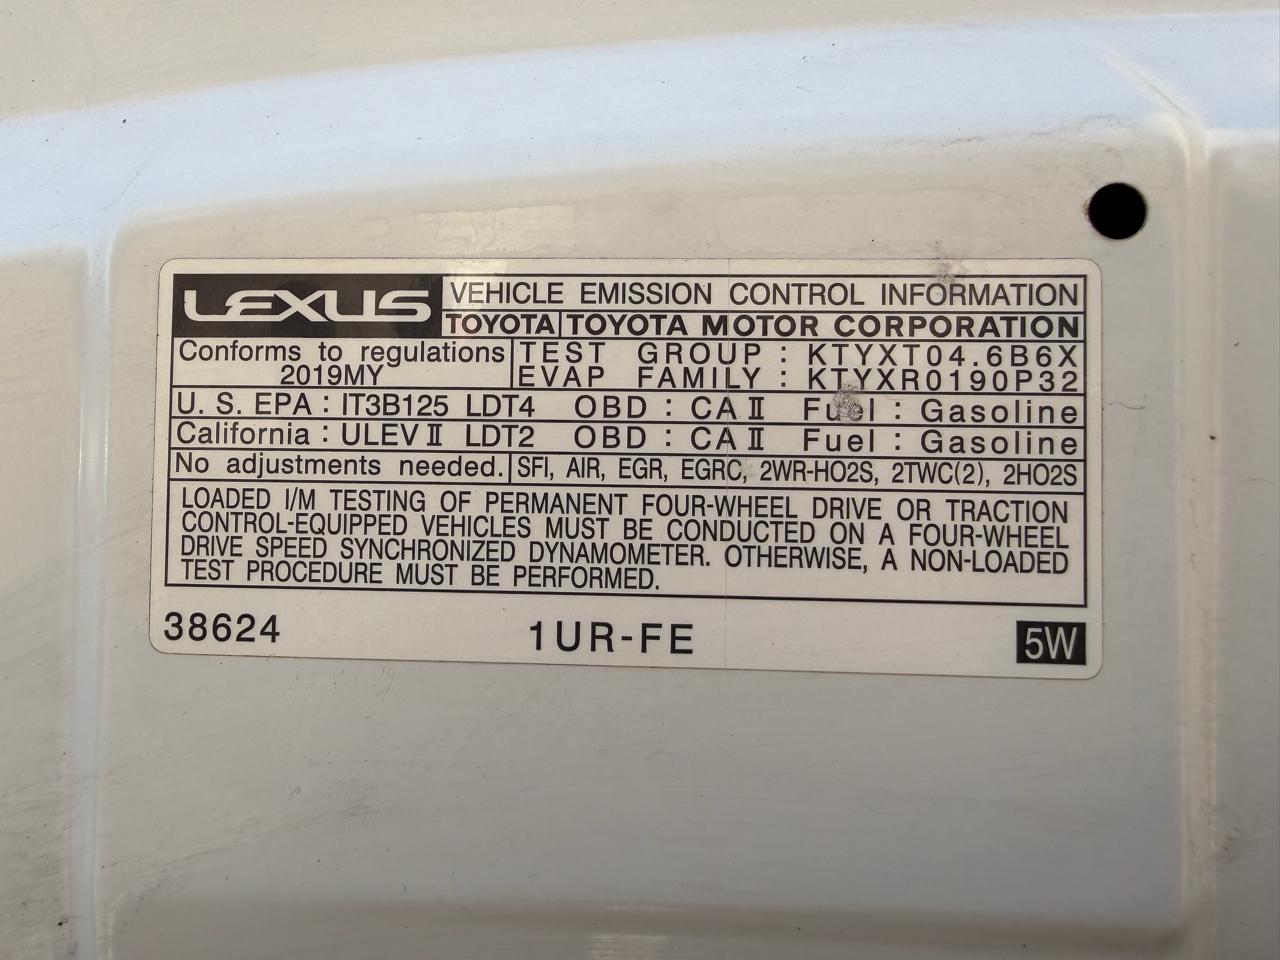 LEXUS VEHICLE EMISSION CONTROL INFORMATION
TOYOTA TOYOTA MOTOR CORPORATION
Conforms to regulations TEST GROUP : KTYXT04.6B6X
2019MY EVAP FAMILY : KTYXR0190P32
U. S. EPA : IT3B125 LDT4 OBD : CA II Fuel : Gasoline
California : ULEV II LDT2 OBD : CA II Fuel : Gasoline
No adjustments needed. SFI, AIR, EGR, EGRC, 2WR-HO2S, 2TWC(2), 2HO2S
LOADED I/M TESTING OF PERMANENT FOUR-WHEEL DRIVE OR TRACTION
CONTROL-EQUIPPED VEHICLES MUST BE CONDUCTED ON A FOUR-WHEEL
DRIVE SPEED SYNCHRONIZED DYNAMOMETER. OTHERWISE, A NON-LOADED
TEST PROCEDURE MUST BE PERFORMED.
38624 1UR-FE 5W